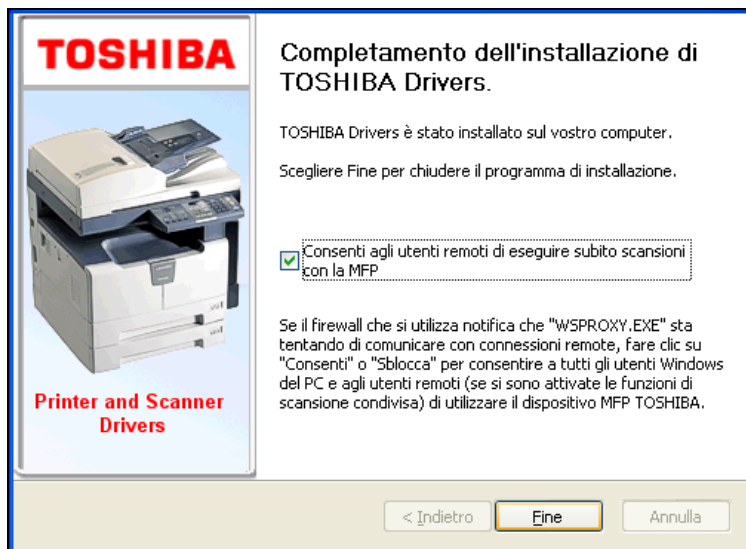 TOSHIBA
Printer and Scanner
Drivers
Completamento dell'installazione di
TOSHIBA Drivers.
TOSHIBA Drivers è stato installato sul vostro computer.
Scegliere Fine per chiudere il programma di installazione.
Consenti agli utenti remoti di eseguire subito scansioni
con la MFP
Se il firewall che si utilizza notifica che "WSPROXY.EXE" sta
tentando di comunicare con connessioni remote, fare clic su
"Consenti" o "Sblocca" per consentire a tutti gli utenti Windows
del PC e agli utenti remoti (se si sono attivate le funzioni di
scansione condivisa) di utilizzare il dispositivo MFP TOSHIBA.
< Indietro
Fine
Annulla